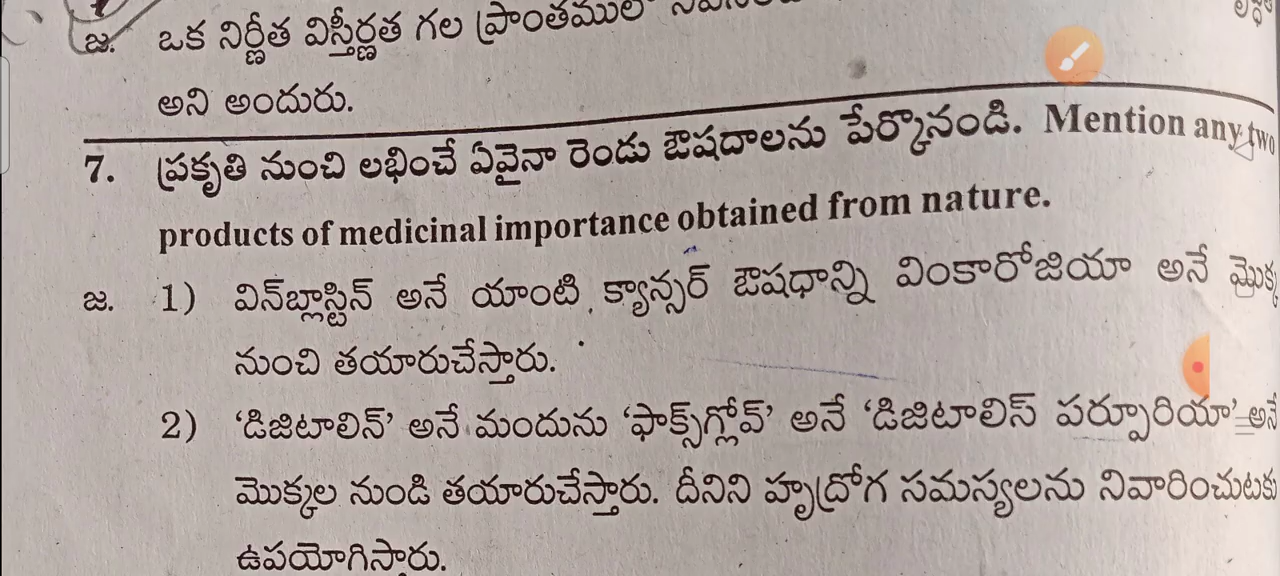 జ. ఒక నిర్ణీత విస్తీర్ణత గల ప్రాంతములో
అని అందురు.
7. ప్రకృతి నుంచి లభించే ఏవైనా రెండు ఔషదాలను పేర్కొనండి. Mention any two
products of medicinal importance obtained from nature.
జ. 1) విన్‌బ్లాస్టిన్ అనే యాంటి క్యాన్సర్ ఔషధాన్ని వింకారోజియా అనే మొక్క
నుంచి తయారుచేస్తారు.
2) ‘డిజిటాలిన్’ అనే మందును ‘ఫాక్స్‌గ్లోవ్’ అనే ‘డిజిటాలిస్ పర్పూరియా’ అనే
మొక్కల నుండి తయారుచేస్తారు. దీనిని హృద్రోగ సమస్యలను నివారించుటకు
ఉపయోగిస్తారు.